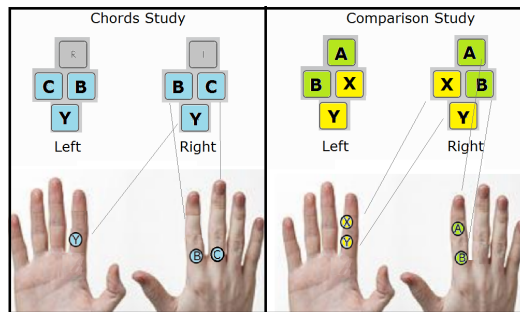 Chords Study
C B
Y
Left
B C
Y
Right
Y
B C
Comparison Study
A
B X
Y
Left
A
X B
Y
Right
X
Y
A
B